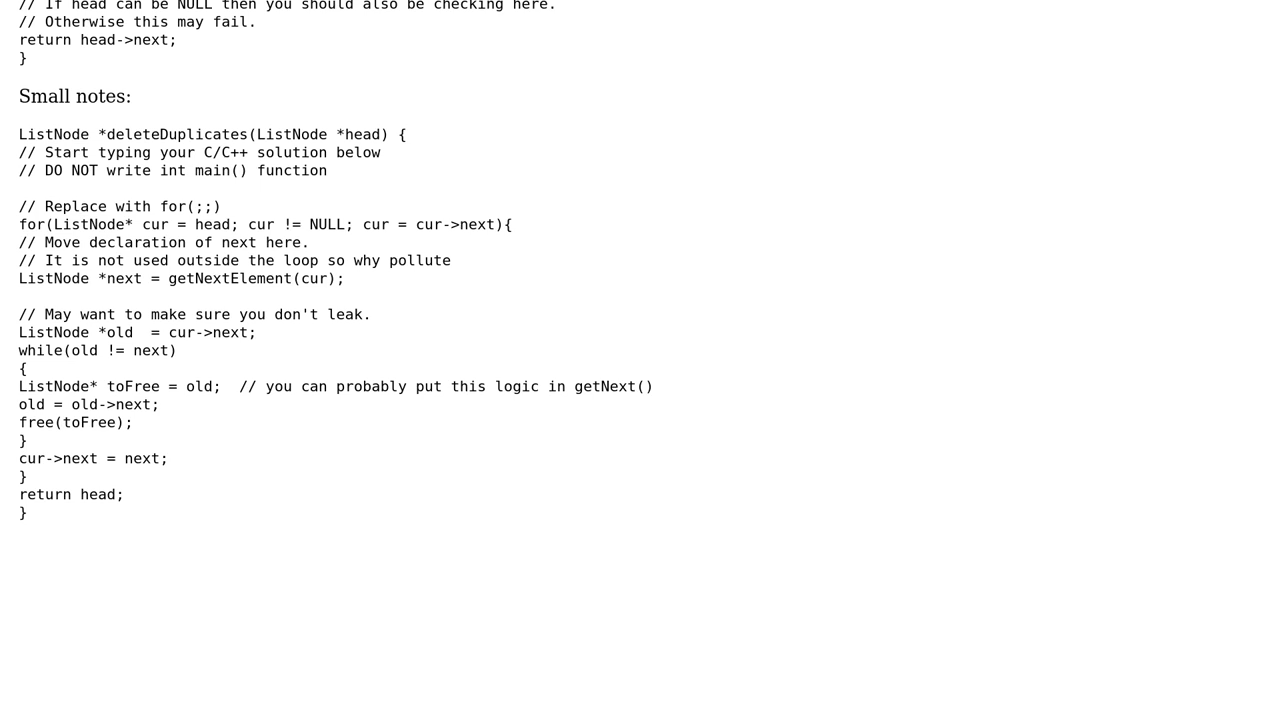 // If head can be NULL then you should also be checking here.
// Otherwise this may fail.
return head->next;
}
Small notes:
ListNode *deleteDuplicates(ListNode *head) {
// Start typing your C/C++ solution below
// DO NOT write int main() function
// Replace with for(;;)
for(ListNode* cur = head; cur != NULL; cur = cur->next){
// Move declaration of next here.
// It is not used outside the loop so why pollute
ListNode *next = getNextElement(cur);
// May want to make sure you don't leak.
ListNode *old  = cur->next;
while(old != next)
{
ListNode* toFree = old;  // you can probably put this logic in getNext()
old = old->next;
free(toFree);
}
cur->next = next;
}
return head;
}